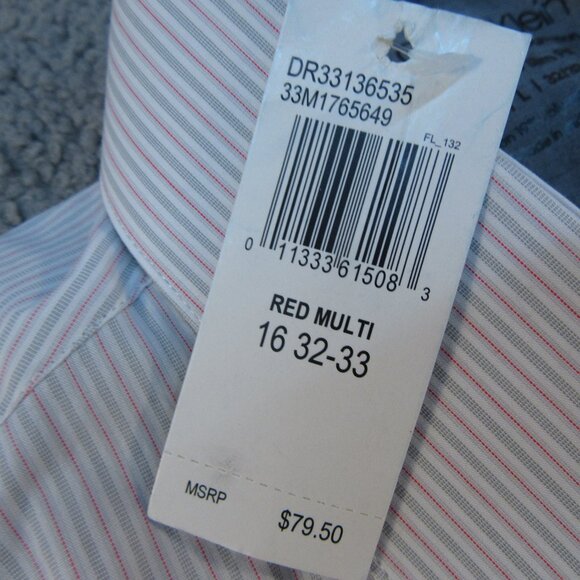 DR33136535
33M1765649
FL_132
0 11333 61508 3
RED MULTI
16 32-33
MSRP $79.50